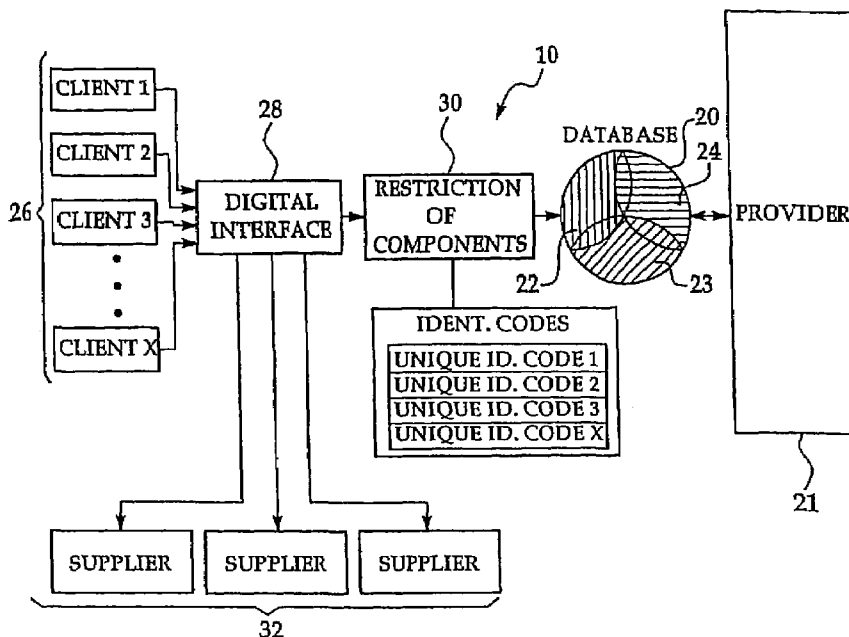 10
CLIENT 1
CLIENT 2
CLIENT 3
CLIENT X
26
28
DIGITAL
INTERFACE
30
RESTRICTION
OF
COMPONENTS
DATABASE
20
24
22
23
PROVIDER
21
IDENT. CODES
UNIQUE ID. CODE 1
UNIQUE ID. CODE 2
UNIQUE ID. CODE 3
UNIQUE ID. CODE X
SUPPLIER
SUPPLIER
SUPPLIER
32